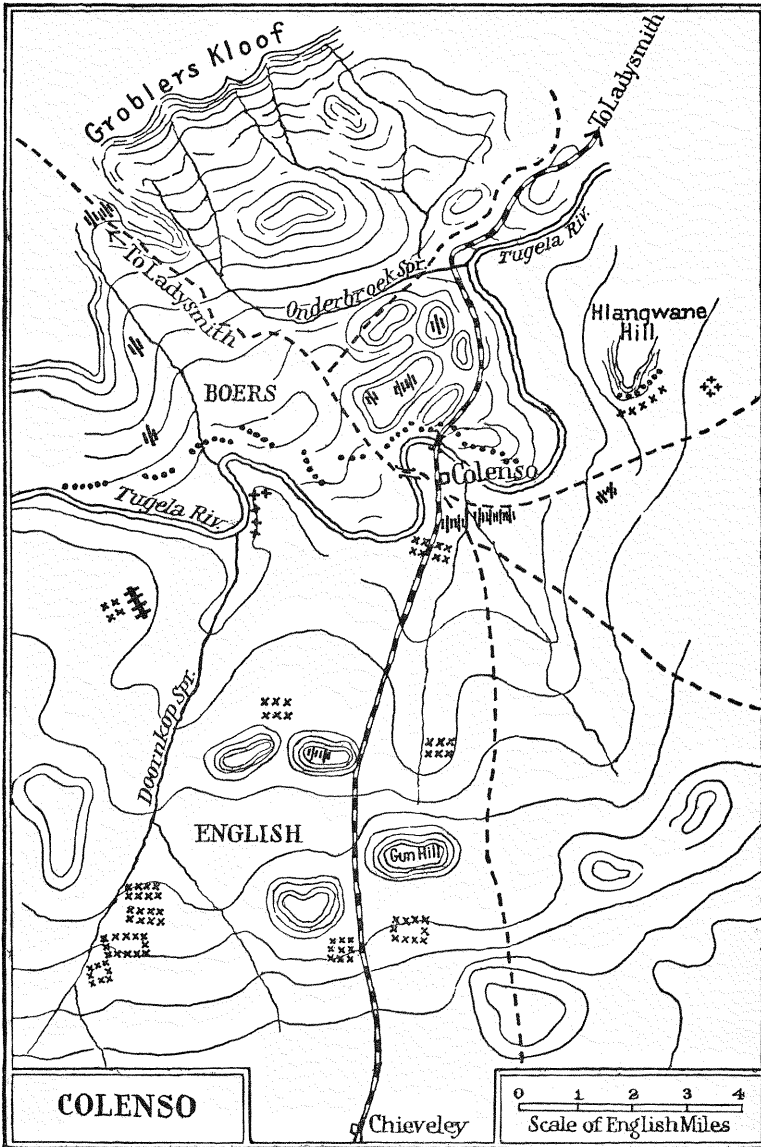 Groblers Kloof
To Ladysmith
To Ladysmith
Onderbroek Spr.
Tugela Riv.
Hlangwane
Hill
BOERS
Colenso
Tugela Riv.
Doornkop Spr.
ENGLISH
Gun Hill
COLENSO
Chieveley
0 1 2 3 4
Scale of English Miles